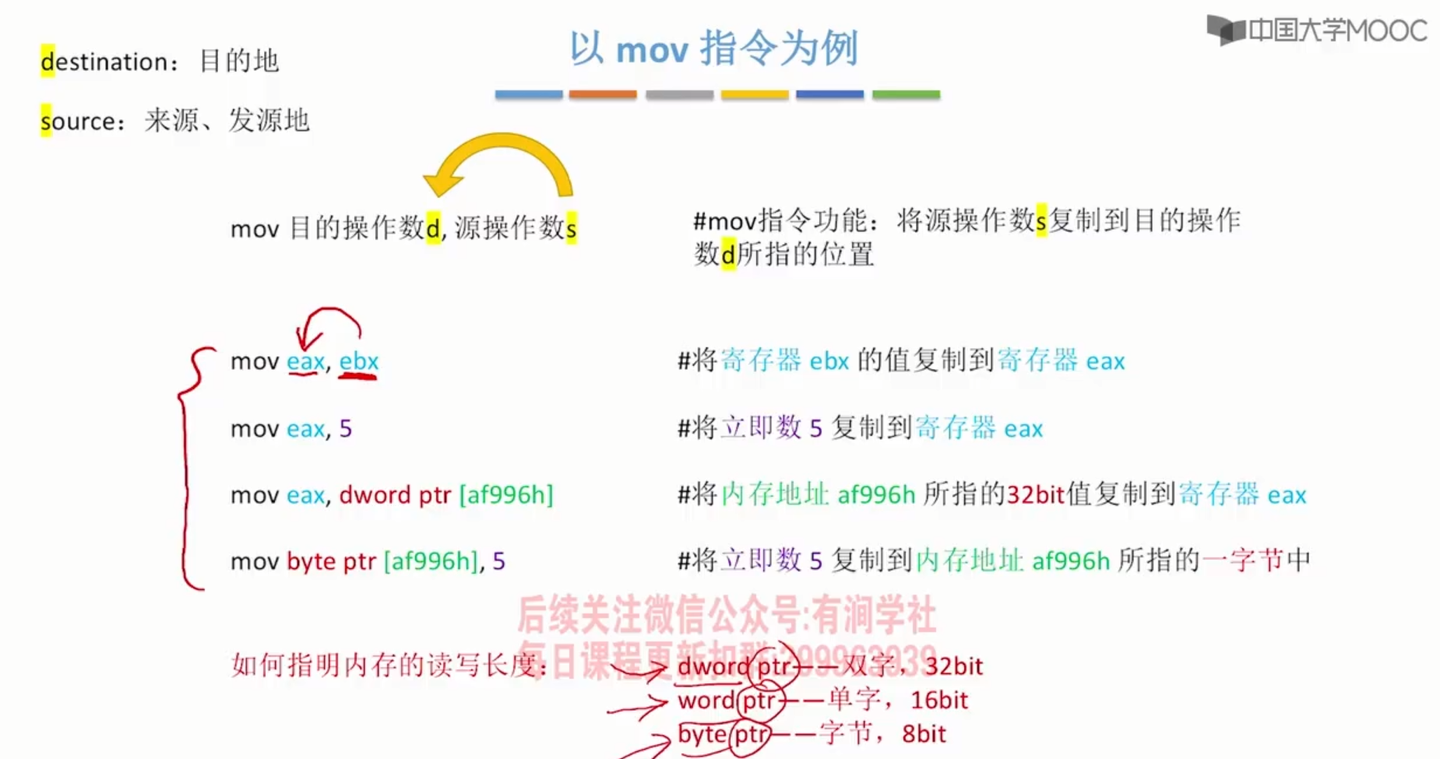 中国大学MOOC
以 mov 指令为例
destination：目的地
source：来源、发源地
mov 目的操作数d, 源操作数s
#mov指令功能：将源操作数s复制到目的操作
数d所指的位置
mov eax, ebx
#将寄存器 ebx 的值复制到寄存器 eax
mov eax, 5
#将立即数 5 复制到寄存器 eax
mov eax, dword ptr [af996h]
#将内存地址 af996h 所指的32bit值复制到寄存器 eax
mov byte ptr [af996h], 5
#将立即数 5 复制到内存地址 af996h 所指的一字节中
后续关注微信公众号:有涧学社
每日课程更新扣群:299963939
如何指明内存的读写长度：
dword ptr——双字，32bit
word ptr——单字，16bit
byte ptr——字节，8bit